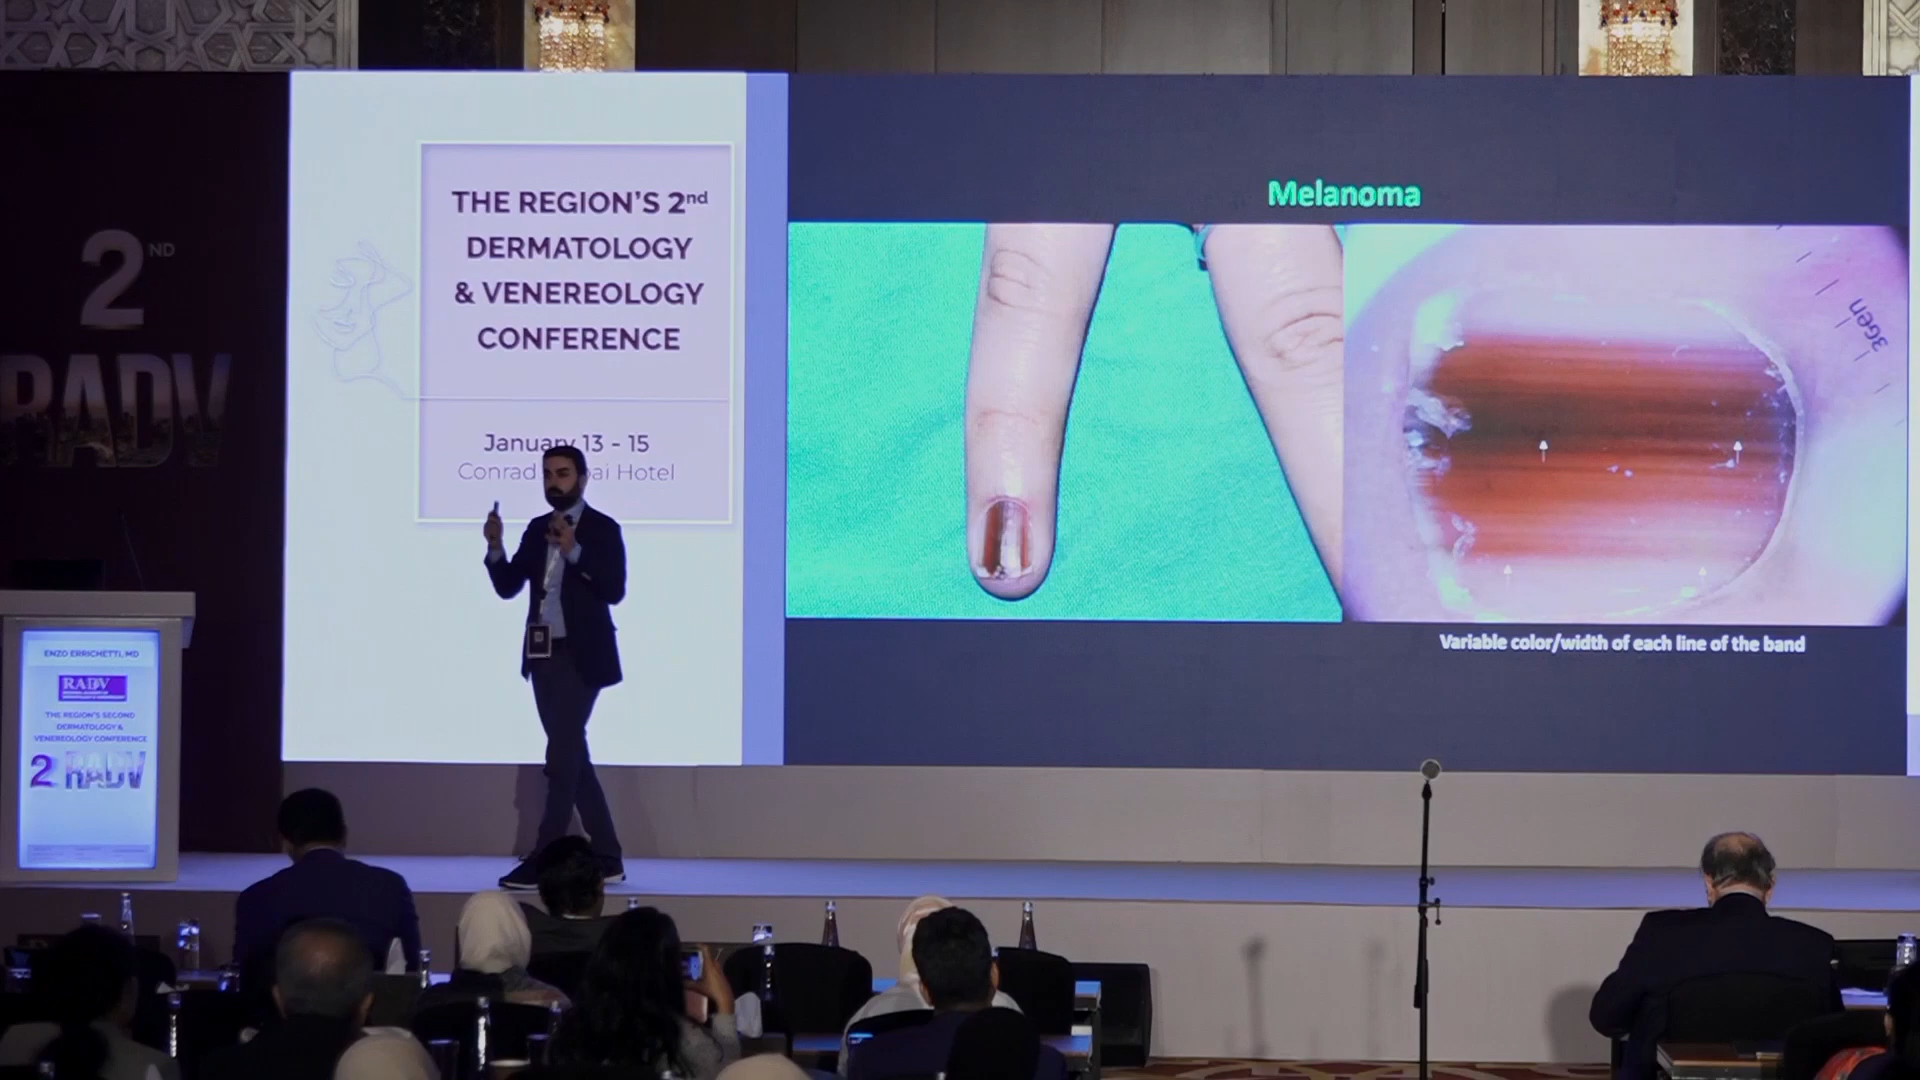 2ND
RADV
THE REGION'S 2nd
DERMATOLOGY
& VENEREOLOGY
CONFERENCE
January 13 - 15
Conrad ai Hotel
Melanoma
3Gen
Variable color/width of each line of the band
ENZO ERRICHETTI, MD
RADV
THE REGION'S SECOND
DERMATOLOGY &
VENEREOLOGY CONFERENCE
2 RADV